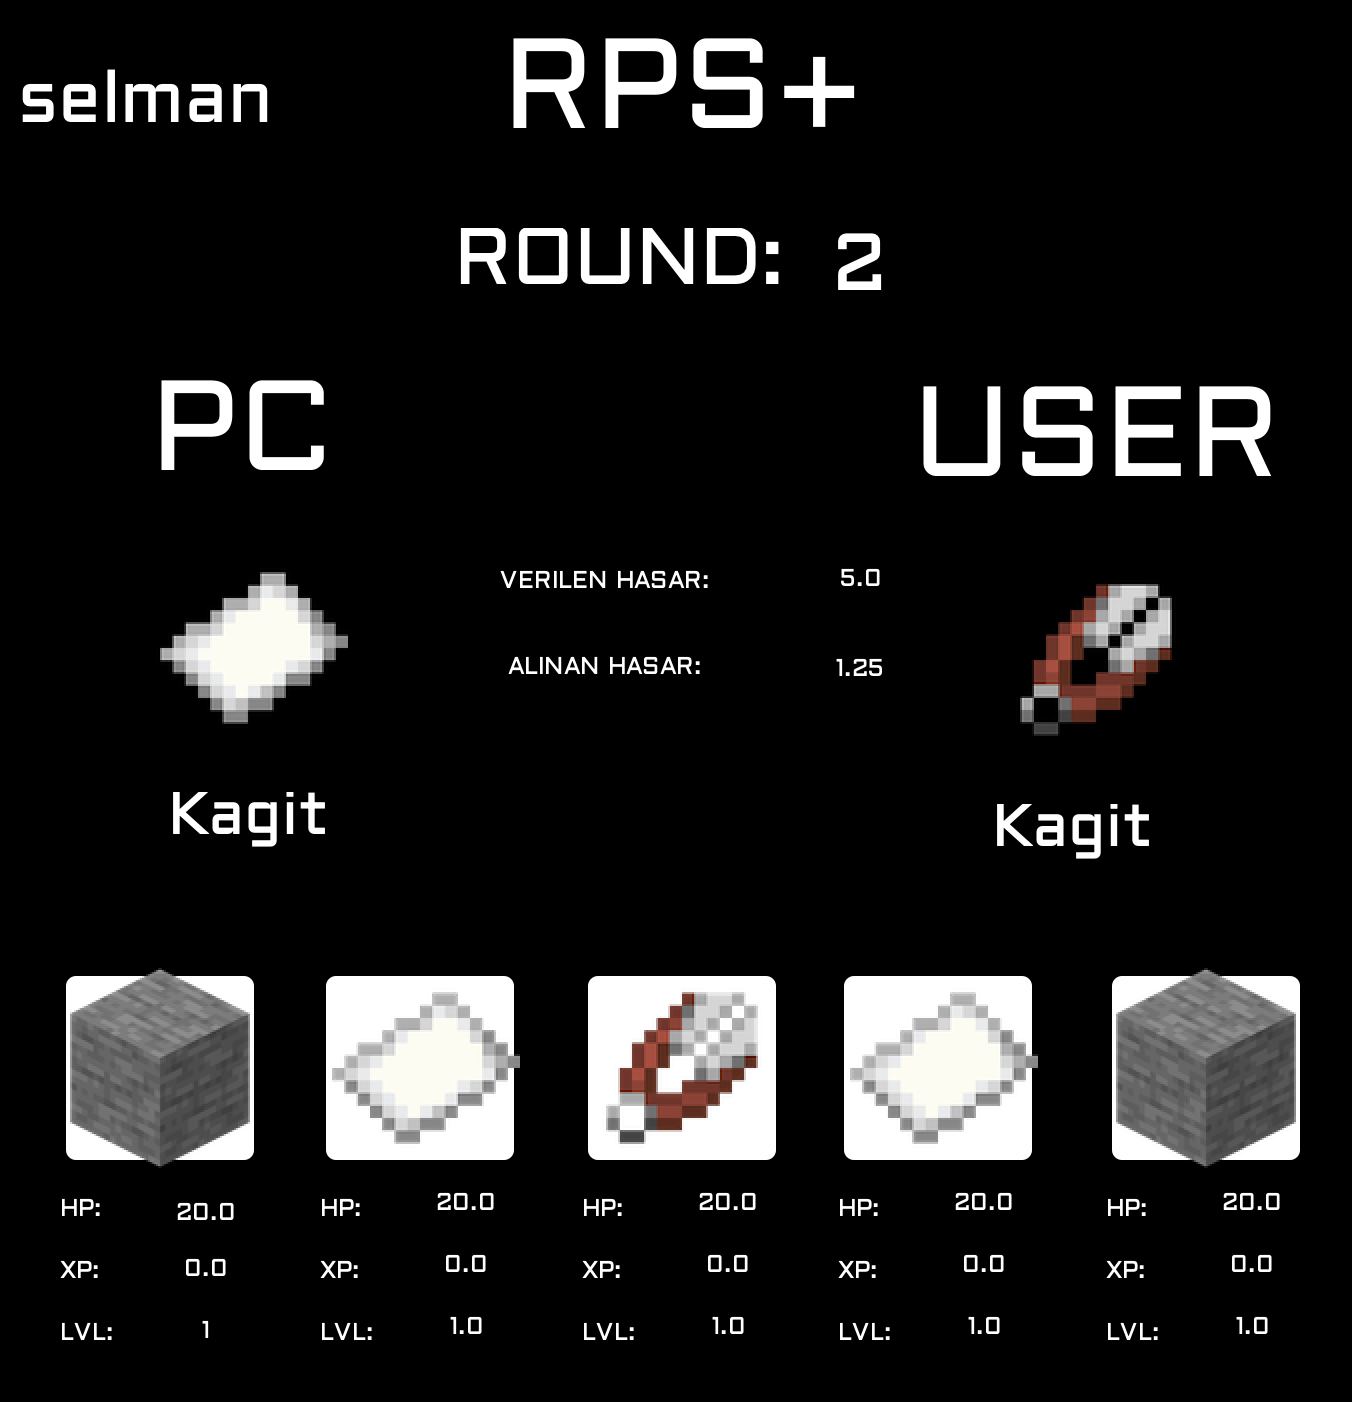 selman
RPS+
ROUND: 2
PC
USER
VERILEN HASAR: 5.0
ALINAN HASAR: 1.25
Kagit
Kagit
HP: 20.0 HP: 20.0 HP: 20.0 HP: 20.0 HP: 20.0
XP: 0.0 XP: 0.0 XP: 0.0 XP: 0.0 XP: 0.0
LVL: 1 LVL: 1.0 LVL: 1.0 LVL: 1.0 LVL: 1.0